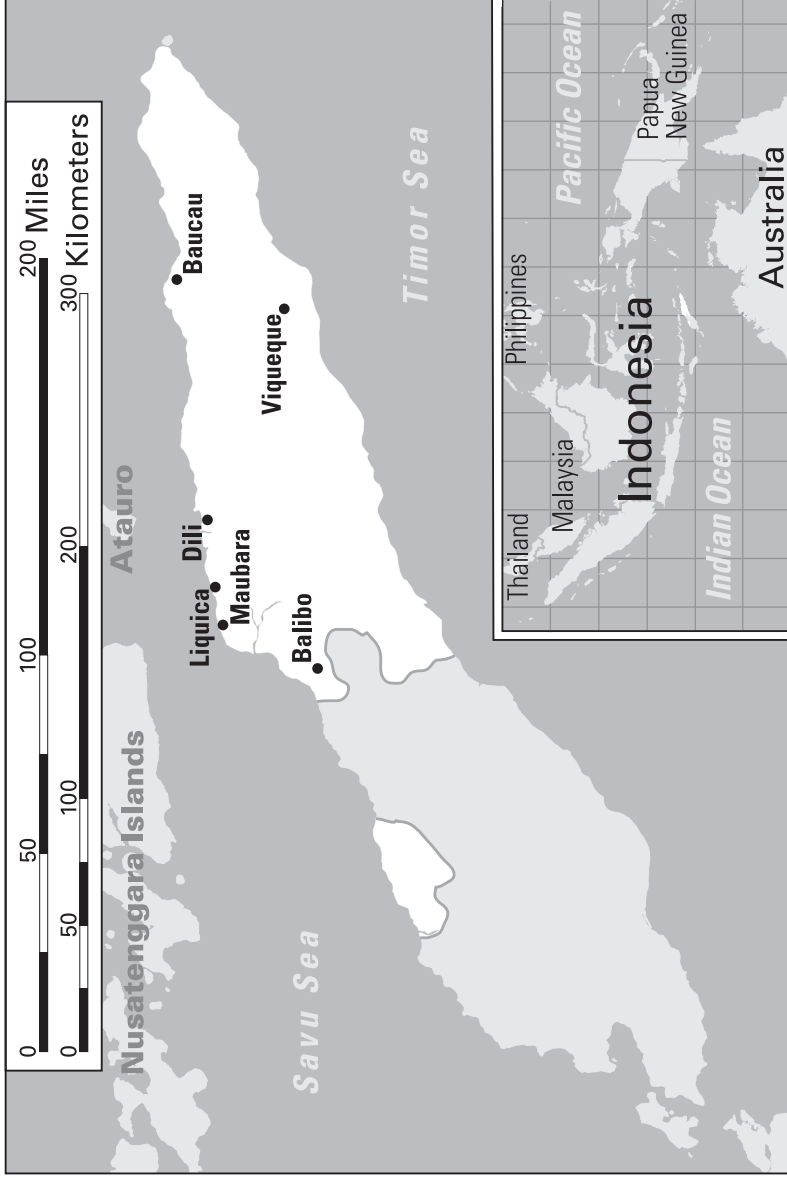 0 50 100 200 Miles
0 50 100 200 300 Kilometers
Nusatenggara Islands
Atauro
Baucau
Dili
Liquica
Maubara
Viqueque
Balibo
Savu Sea
Timor Sea
Thailand
Philippines
Pacific Ocean
Malaysia
Indonesia
Papua
New Guinea
Indian Ocean
Australia